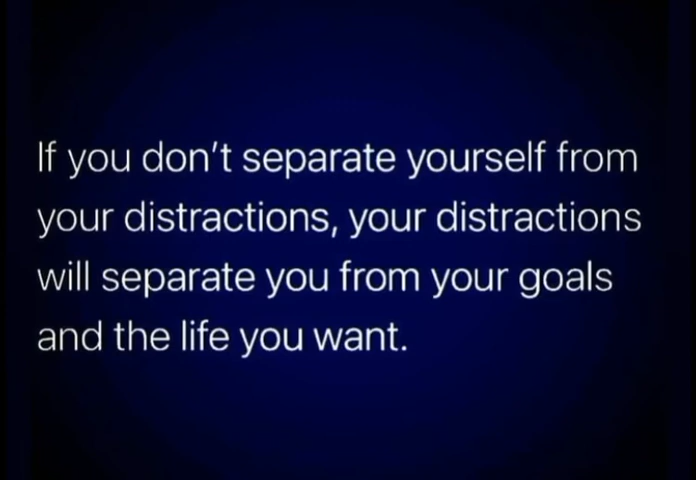 If you don't separate yourself from
your distractions, your distractions
will separate you from your goals
and the life you want.